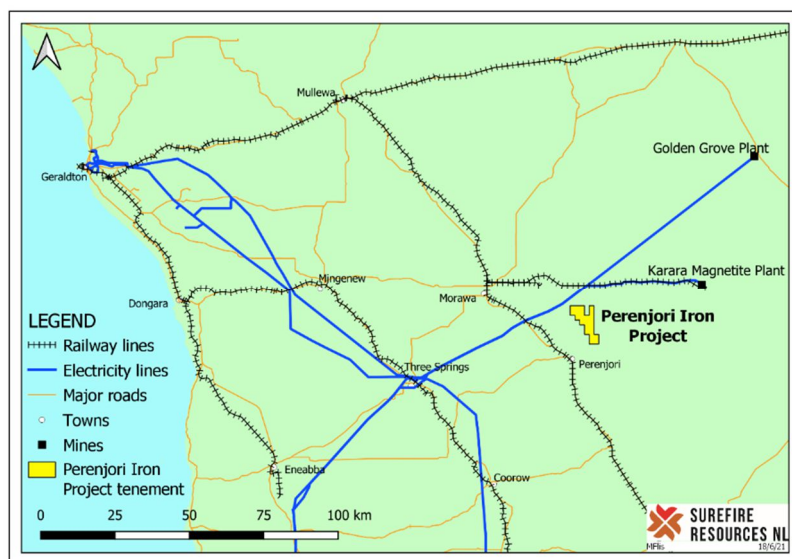 Mullewa
Golden Grove Plant
Geraldton
Karara Magnetite Plant
Mingenew
Morawa
Dongara
Perenjori Iron
Project
LEGEND
Railway lines
Electricity lines
Major roads
Towns
Mines
Perenjori Iron
Project tenement
Three Springs
Perenjori
Eneabba
Coorow
0 25 50 75 100 km
SUREFIRE
RESOURCES NL
MFlis 18/6/21